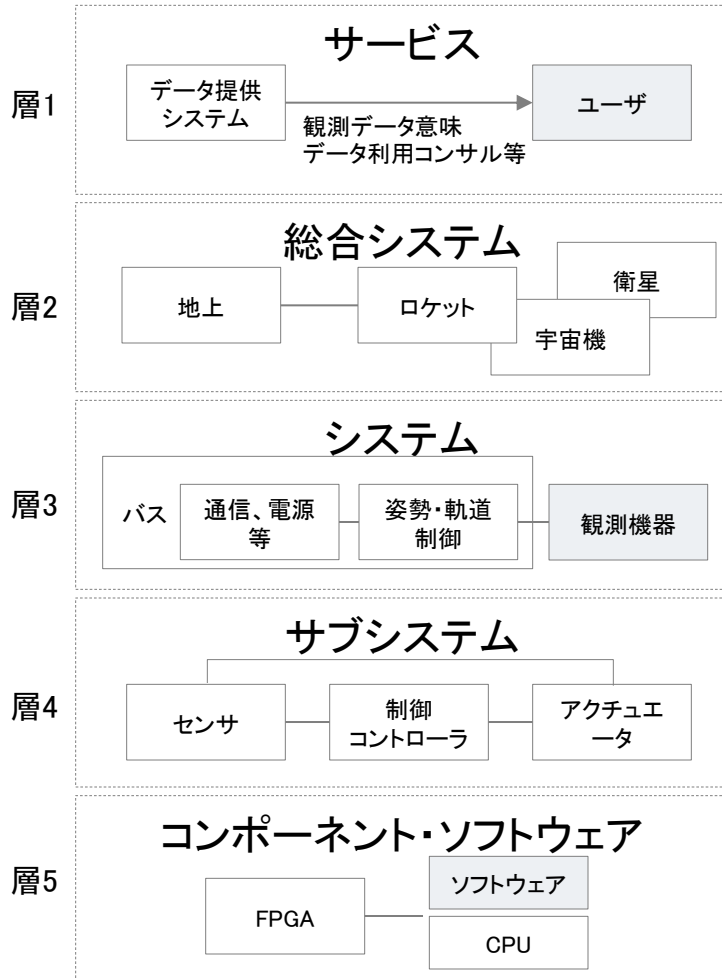 サービス
層1
データ提供
システム
観測データ意味
データ利用コンサル等
ユーザ
総合システム
層2
地上
ロケット
衛星
宇宙機
システム
層3
バス
通信、電源
等
姿勢・軌道
制御
観測機器
サブシステム
層4
センサ
制御
コントローラ
アクチュエ
ータ
コンポーネント・ソフトウェア
層5
FPGA
ソフトウェア
CPU